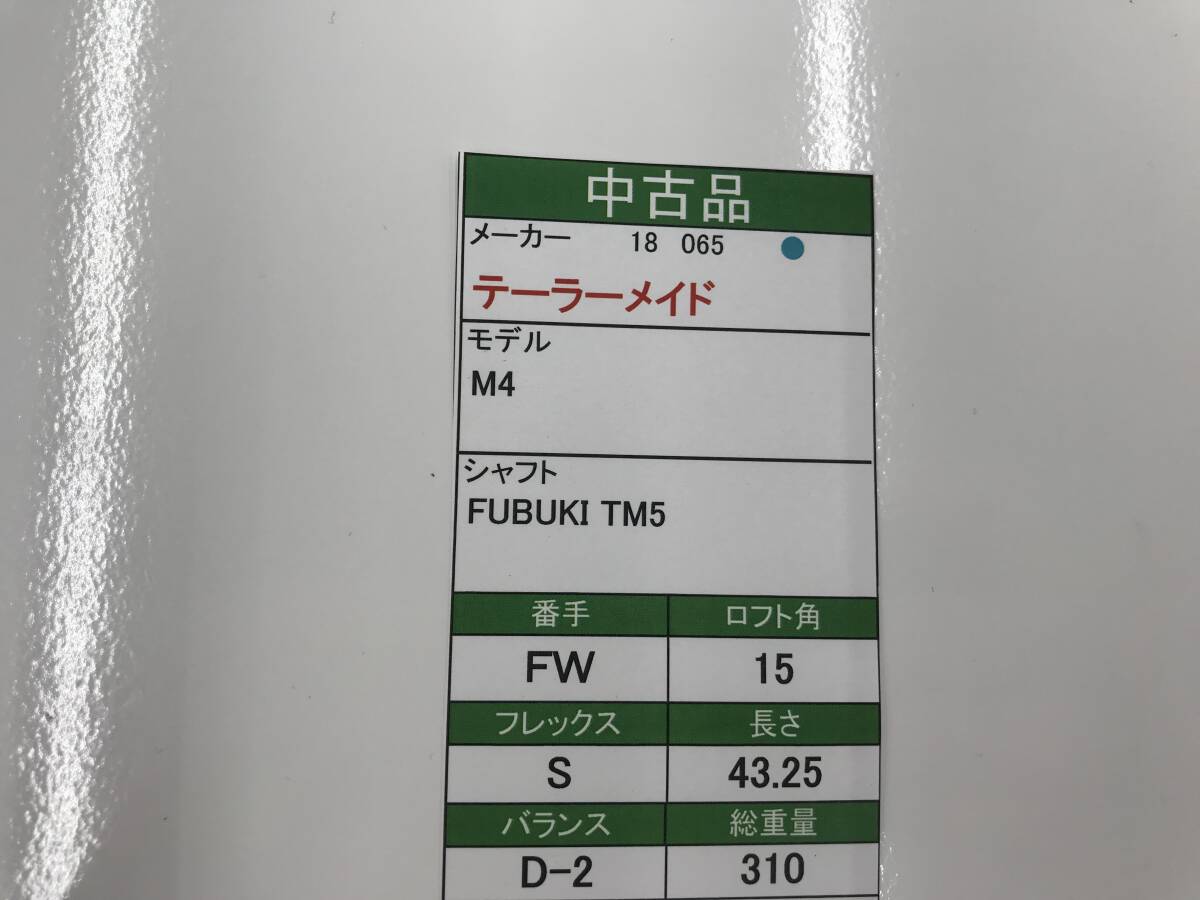 中古品
メーカー 18 065
テーラーメイド
モデル
M4
シャフト
FUBUKI TM5
番手 ロフト角
FW 15
フレックス 長さ
S 43.25
バランス 総重量
D-2 310